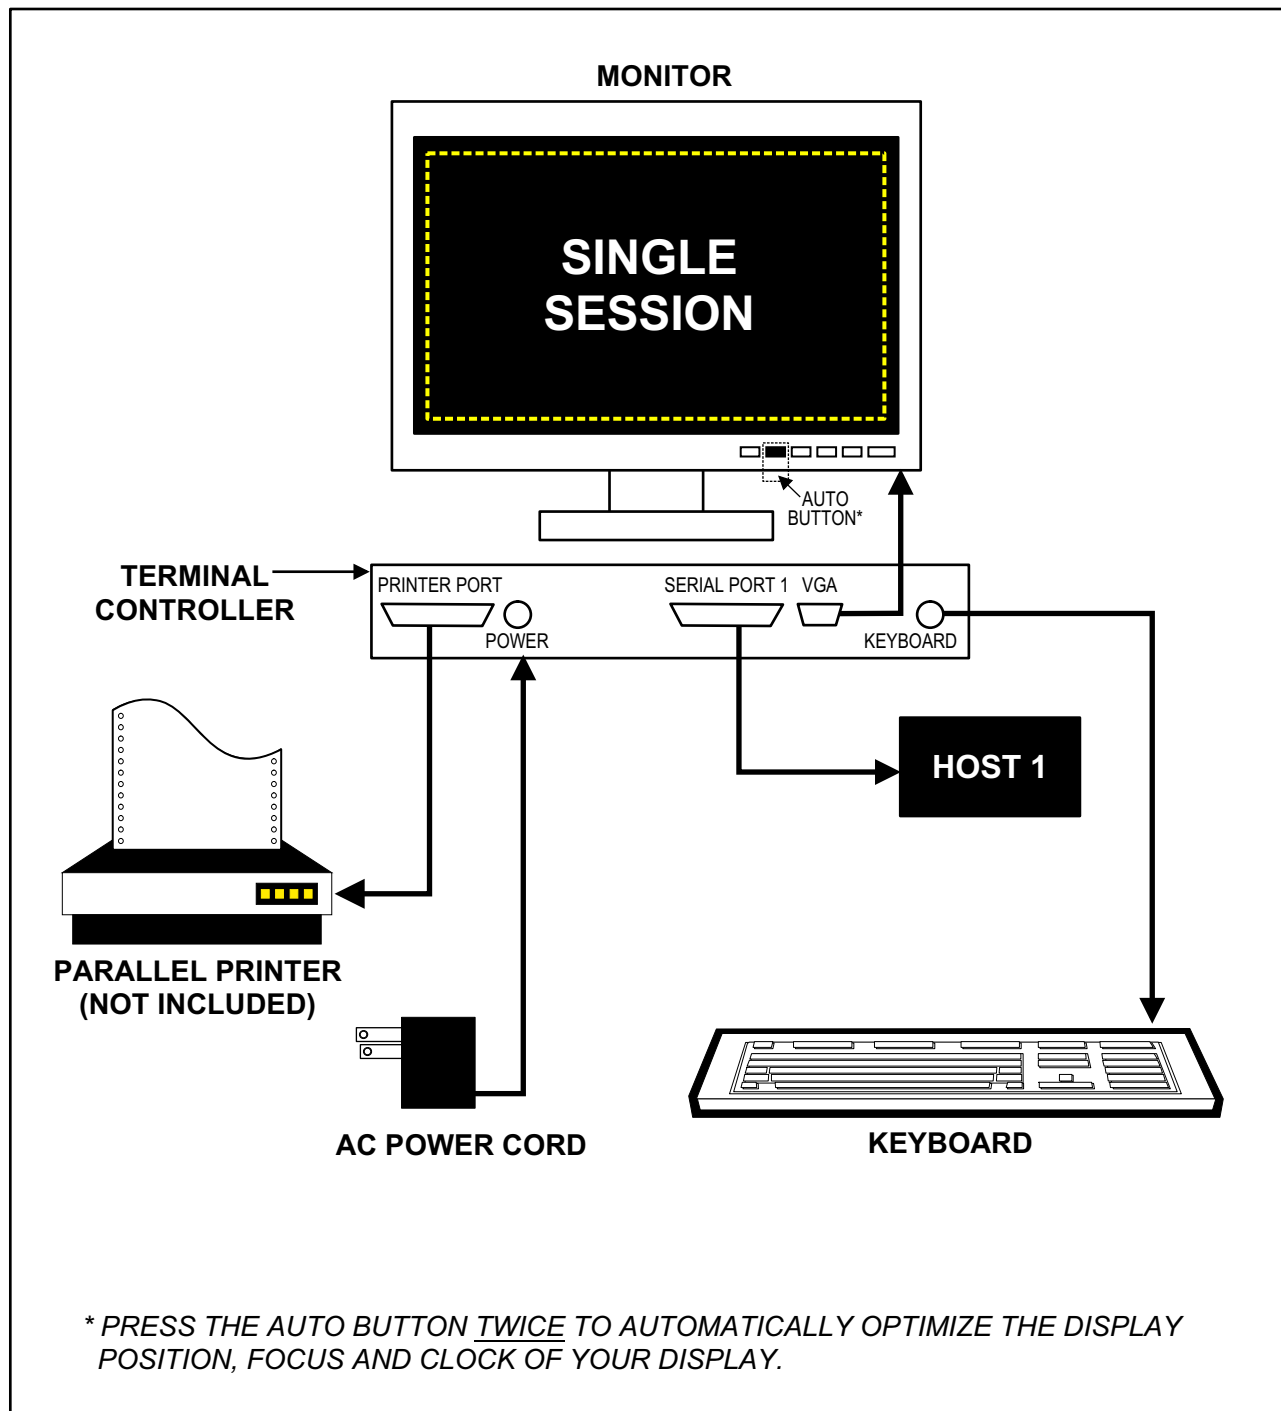 MONITOR
SINGLE
SESSION
AUTO
BUTTON*
TERMINAL
CONTROLLER
PRINTER PORT
POWER
SERIAL PORT 1
VGA
KEYBOARD
HOST 1
PARALLEL PRINTER
(NOT INCLUDED)
AC POWER CORD
KEYBOARD
* PRESS THE AUTO BUTTON TWICE TO AUTOMATICALLY OPTIMIZE THE DISPLAY
POSITION, FOCUS AND CLOCK OF YOUR DISPLAY.